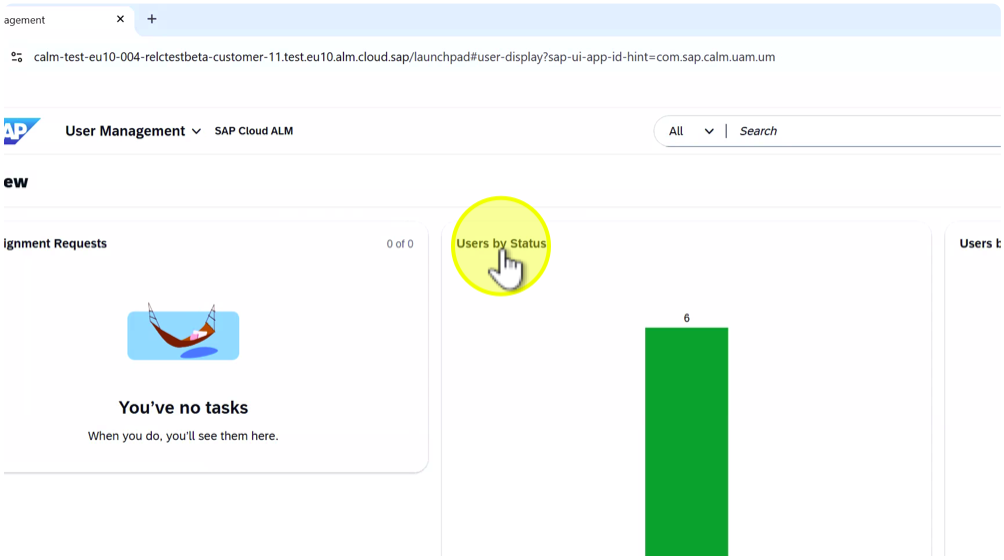 agement
calm-test-eu10-004-relctestbeta-customer-11.test.eu10.alm.cloud.sap/launchpad#user-display?sap-ui-app-id-hint=com.sap.calm.uam.um
AP User Management SAP Cloud ALM All Search
ew
ignment Requests 0 of 0 Users by Status Users b
6
You've no tasks
When you do, you'll see them here.